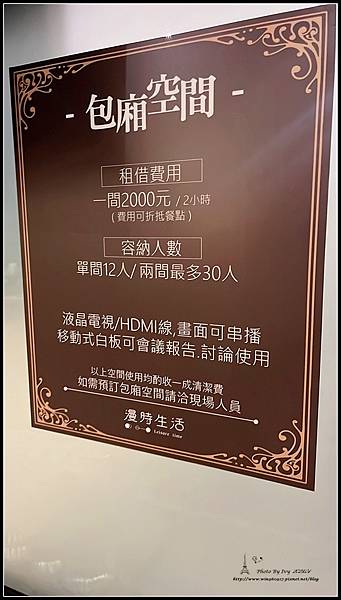 - 包廂空間 -
租借費用
一間2000元 / 2小時
( 費用可折抵餐點 )
容納人數
單間12人/ 兩間最多30人
液晶電視/HDMI線,畫面可串播
移動式白板可會議報告.討論使用
以上空間使用均酌收一成清潔費
如需預訂包廂空間請洽現場人員
漫時生活
Leisure time
Photo By Ivy